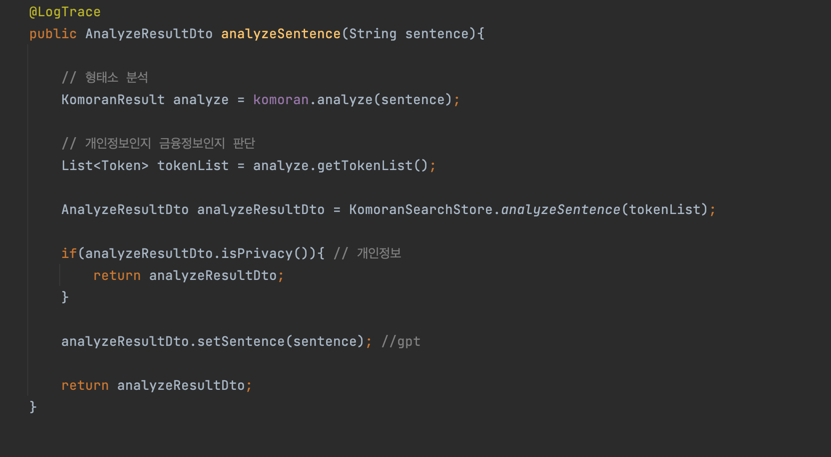 @LogTrace
public AnalyzeResultDto analyzeSentence(String sentence){
// 형태소 분석
KomoranResult analyze = komoran.analyze(sentence);
// 개인정보인지 금융정보인지 판단
List<Token> tokenList = analyze.getTokenList();
AnalyzeResultDto analyzeResultDto = KomoranSearchStore.analyzeSentence(tokenList);
if(analyzeResultDto.isPrivacy()){ // 개인정보
return analyzeResultDto;
}
analyzeResultDto.setSentence(sentence); //gpt
return analyzeResultDto;
}